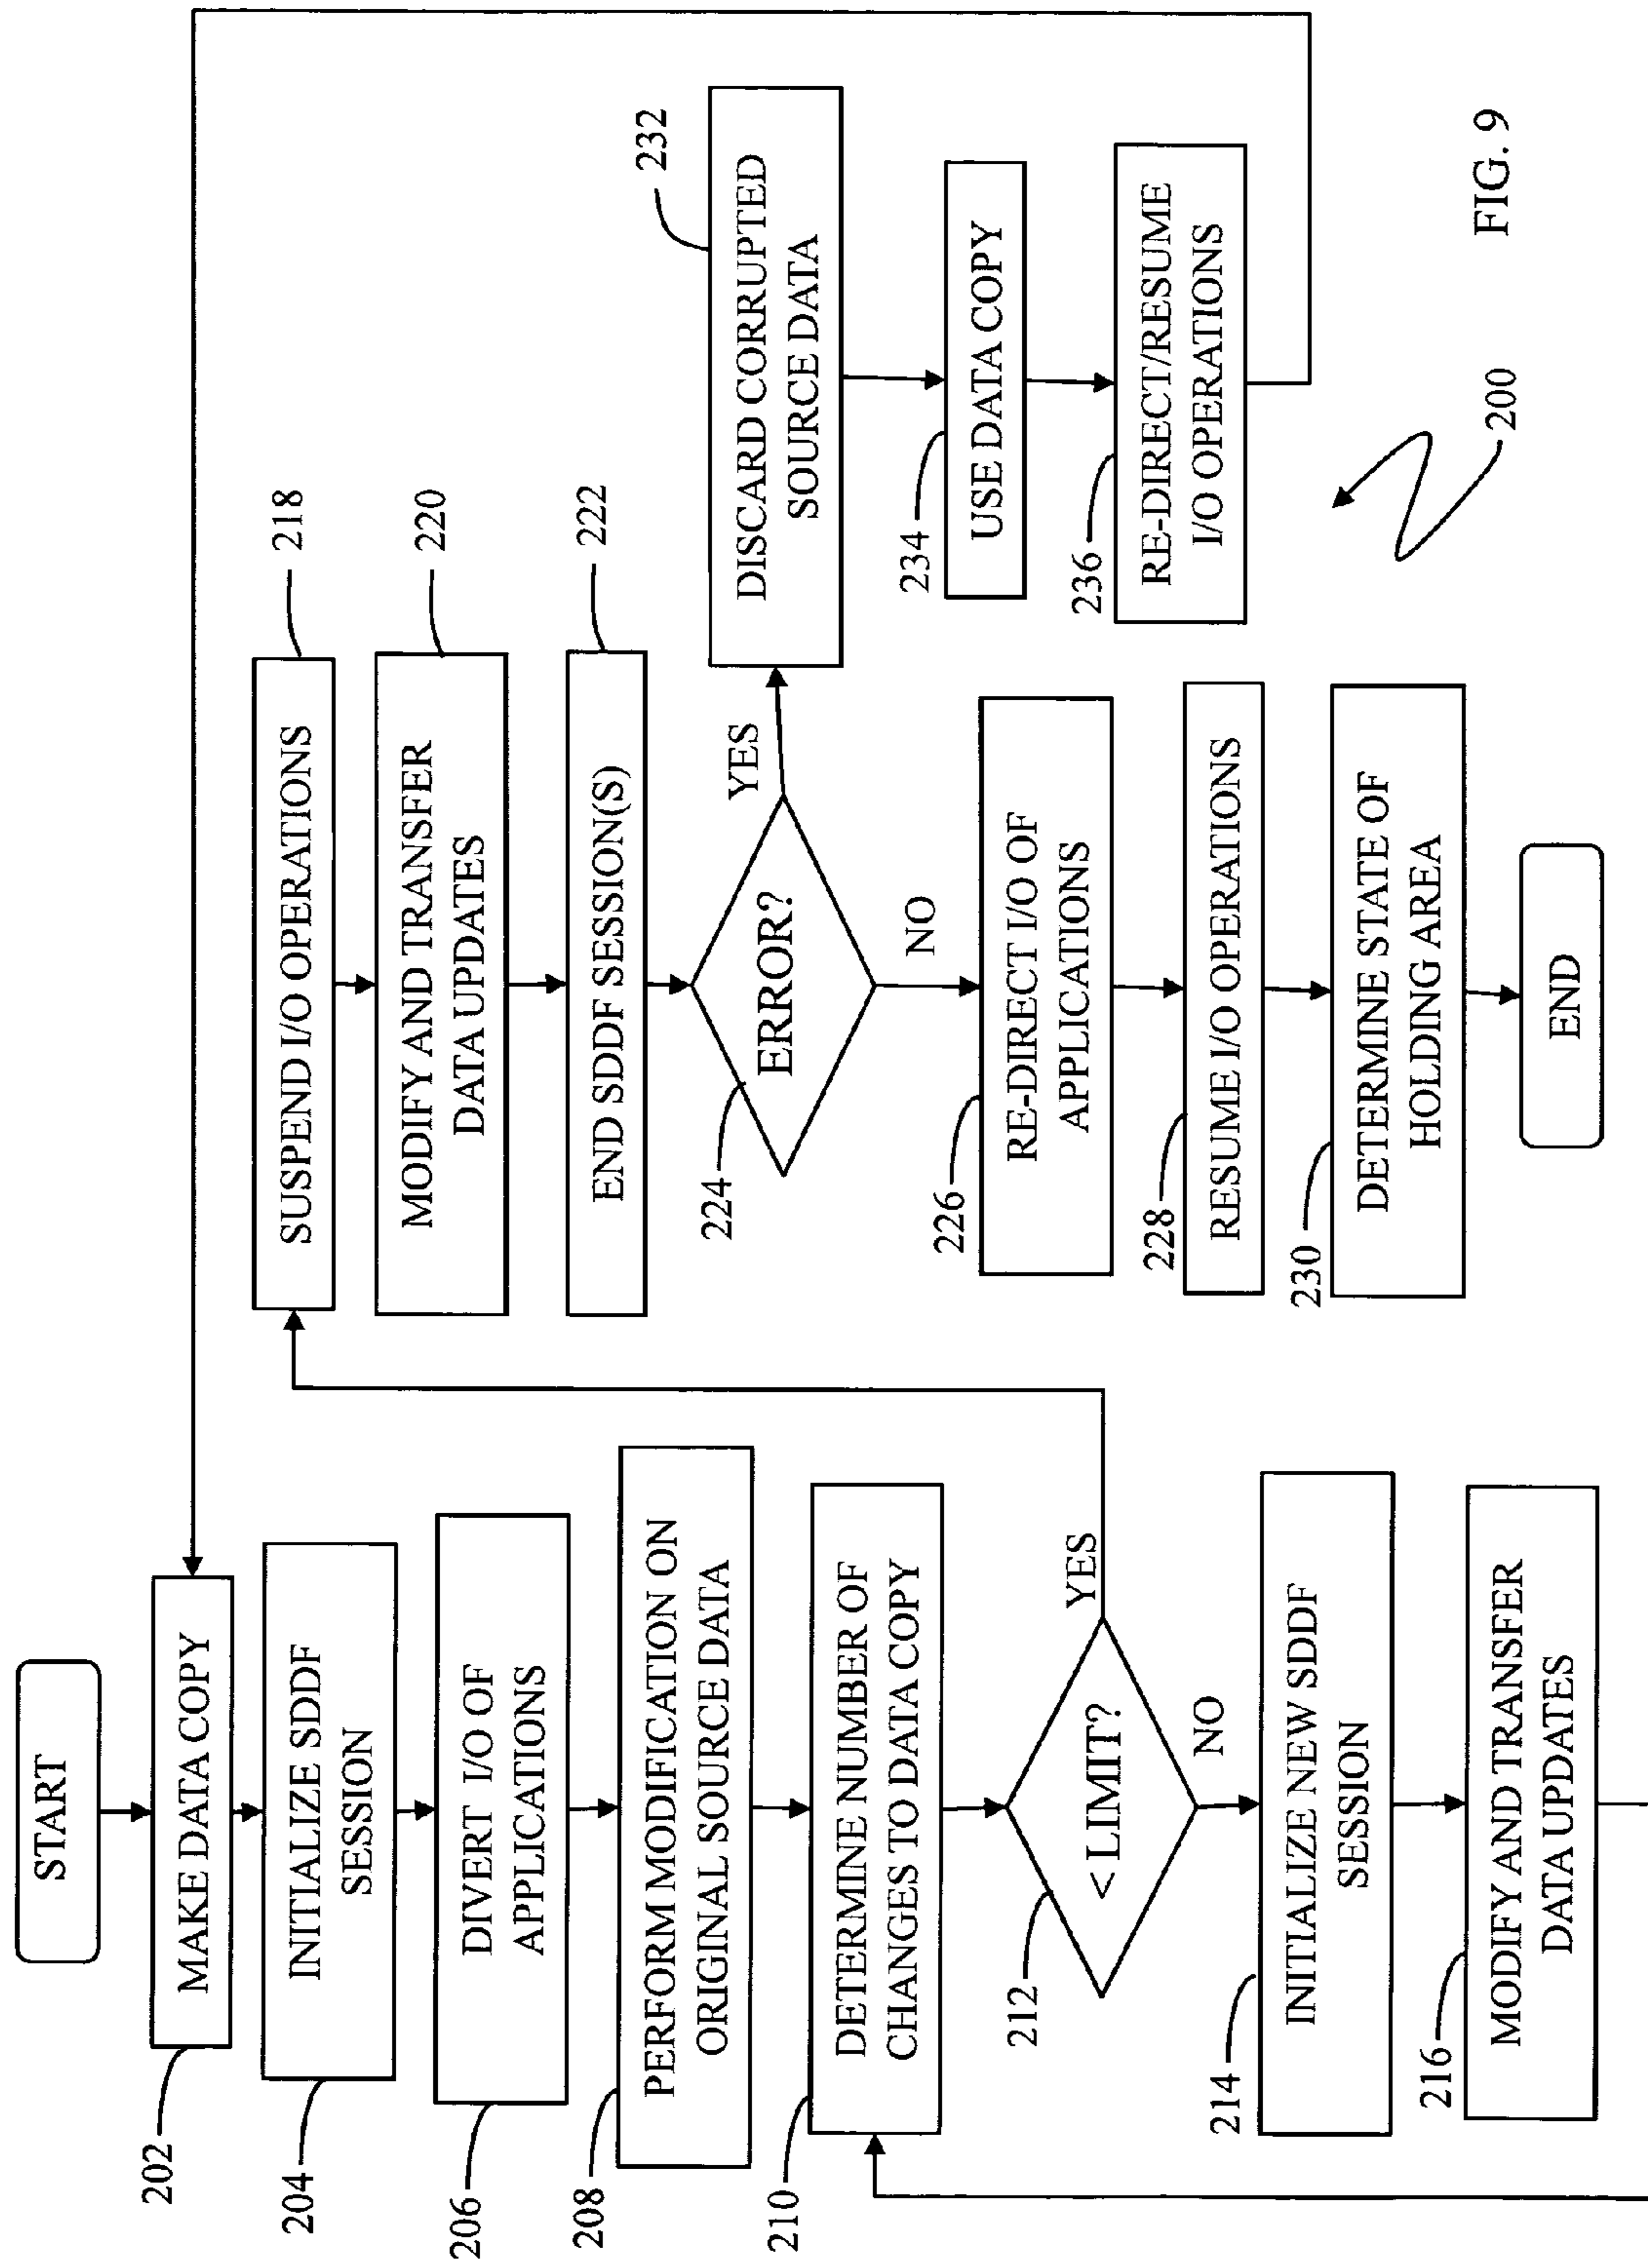 START
MAKE DATA COPY
202
INITIALIZE SDDF
SESSION
204
DIVERT I/O OF
APPLICATIONS
206
PERFORM MODIFICATION ON
ORIGINAL SOURCE DATA
208
DETERMINE NUMBER OF
CHANGES TO DATA COPY
210
< LIMIT?
212
YES
NO
INITIALIZE NEW SDDF
SESSION
214
MODIFY AND TRANSFER
DATA UPDATES
216
SUSPEND I/O OPERATIONS
218
MODIFY AND TRANSFER
DATA UPDATES
220
END SDDF SESSION(S)
222
ERROR?
224
YES
NO
RE-DIRECT I/O OF
APPLICATIONS
226
RESUME I/O OPERATIONS
228
DETERMINE STATE OF
HOLDING AREA
230
END
DISCARD CORRUPTED
SOURCE DATA
232
USE DATA COPY
234
RE-DIRECT/RESUME
I/O OPERATIONS
236
200
FIG. 9